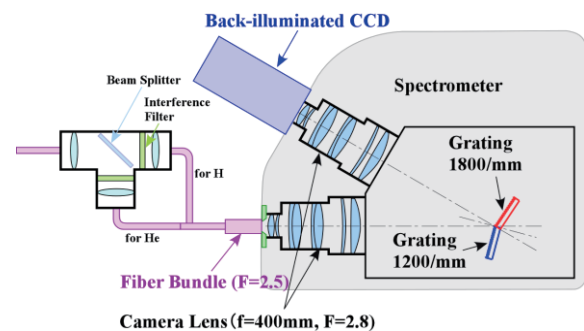 Back-illuminated CCD
Beam Splitter
Interference
Filter
Spectrometer
for H
Grating
1800/mm
for He
Grating
1200/mm
Fiber Bundle (F=2.5)
Camera Lens(f=400mm, F=2.8)